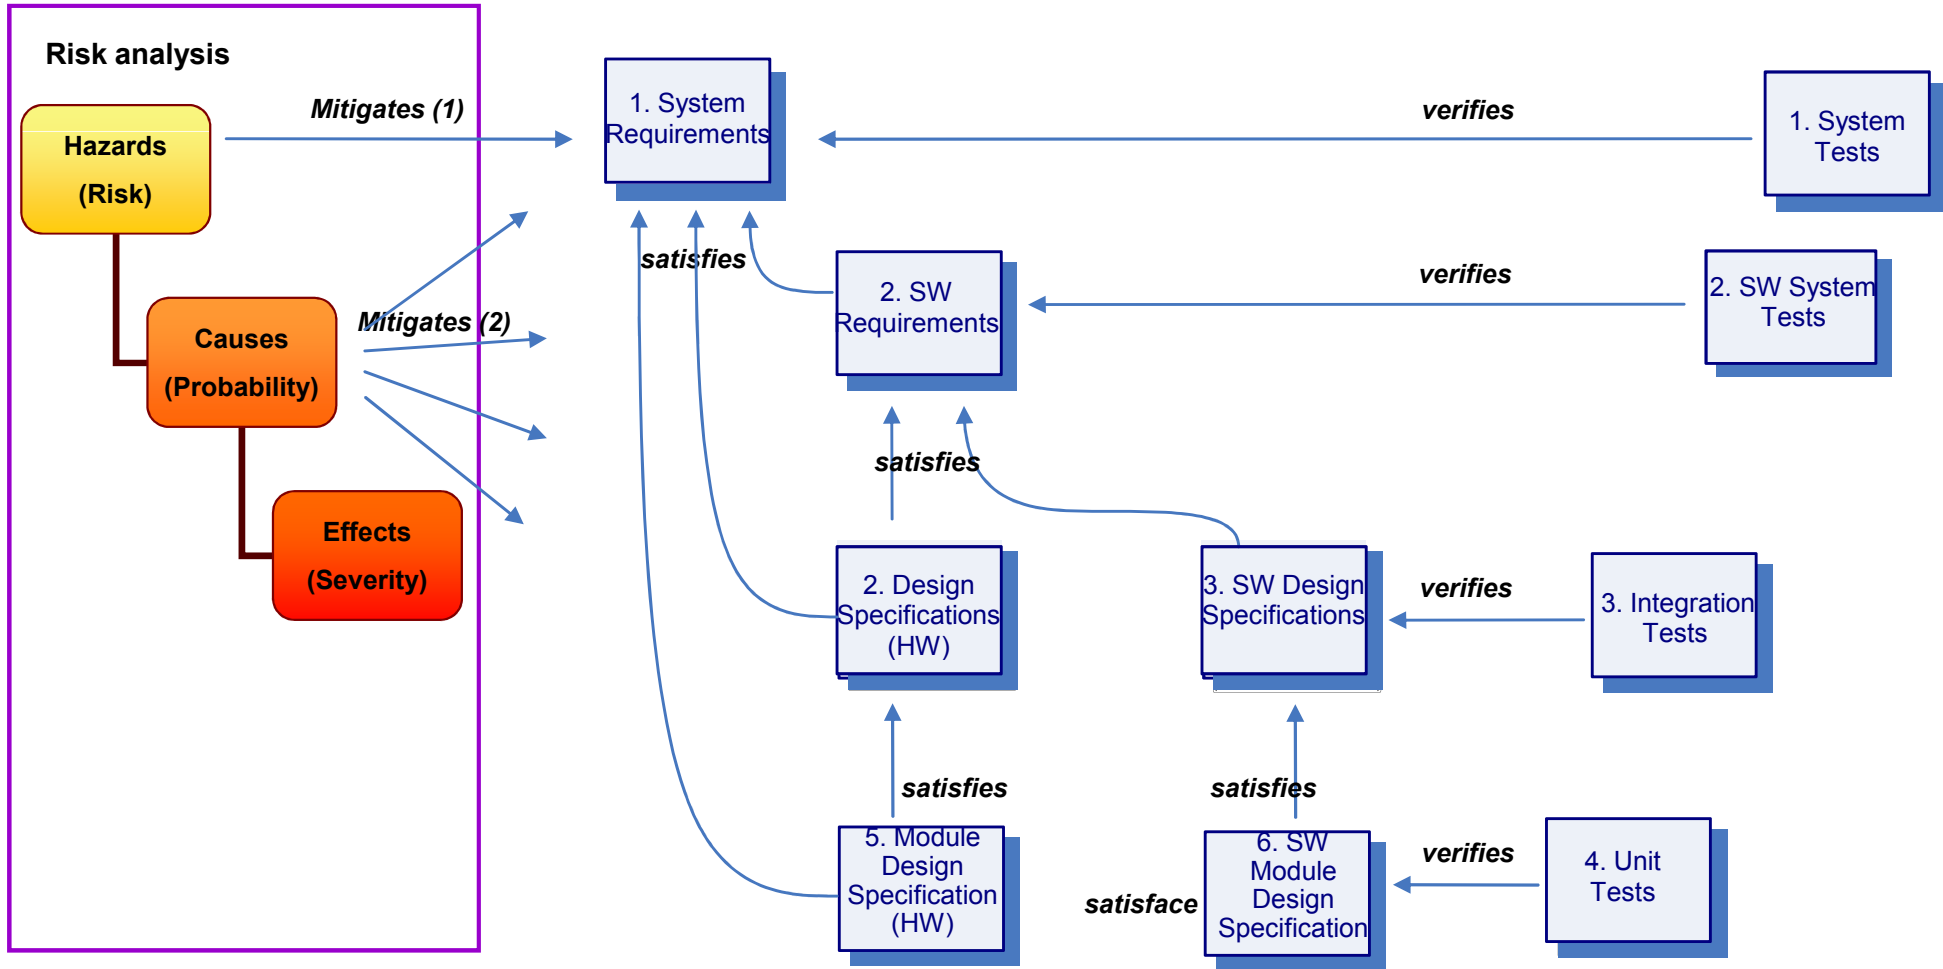 Risk analysis
Hazards
(Risk)
Causes
(Probability)
Effects
(Severity)
Mitigates (1)
Mitigates (2)
1. System
Requirements
verifies
1. System
Tests
satisfies
2. SW
Requirements
verifies
2. SW System
Tests
satisfies
2. Design
Specifications
(HW)
3. SW Design
Specifications
verifies
3. Integration
Tests
satisfies
satisfies
5. Module
Design
Specification
(HW)
satisface
6. SW
Module
Design
Specification
verifies
4. Unit
Tests